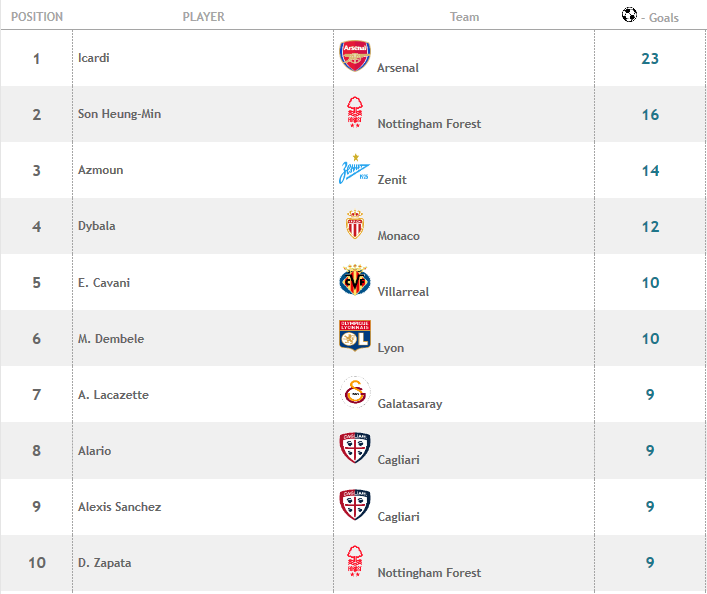 POSITION PLAYER Team - Goals
1 Icardi Arsenal 23
2 Son Heung-Min Nottingham Forest 16
3 Azmoun Zenit 14
4 Dybala Monaco 12
5 E. Cavani Villarreal 10
6 M. Dembele Lyon 10
7 A. Lacazette Galatasaray 9
8 Alario Cagliari 9
9 Alexis Sanchez Cagliari 9
10 D. Zapata Nottingham Forest 9